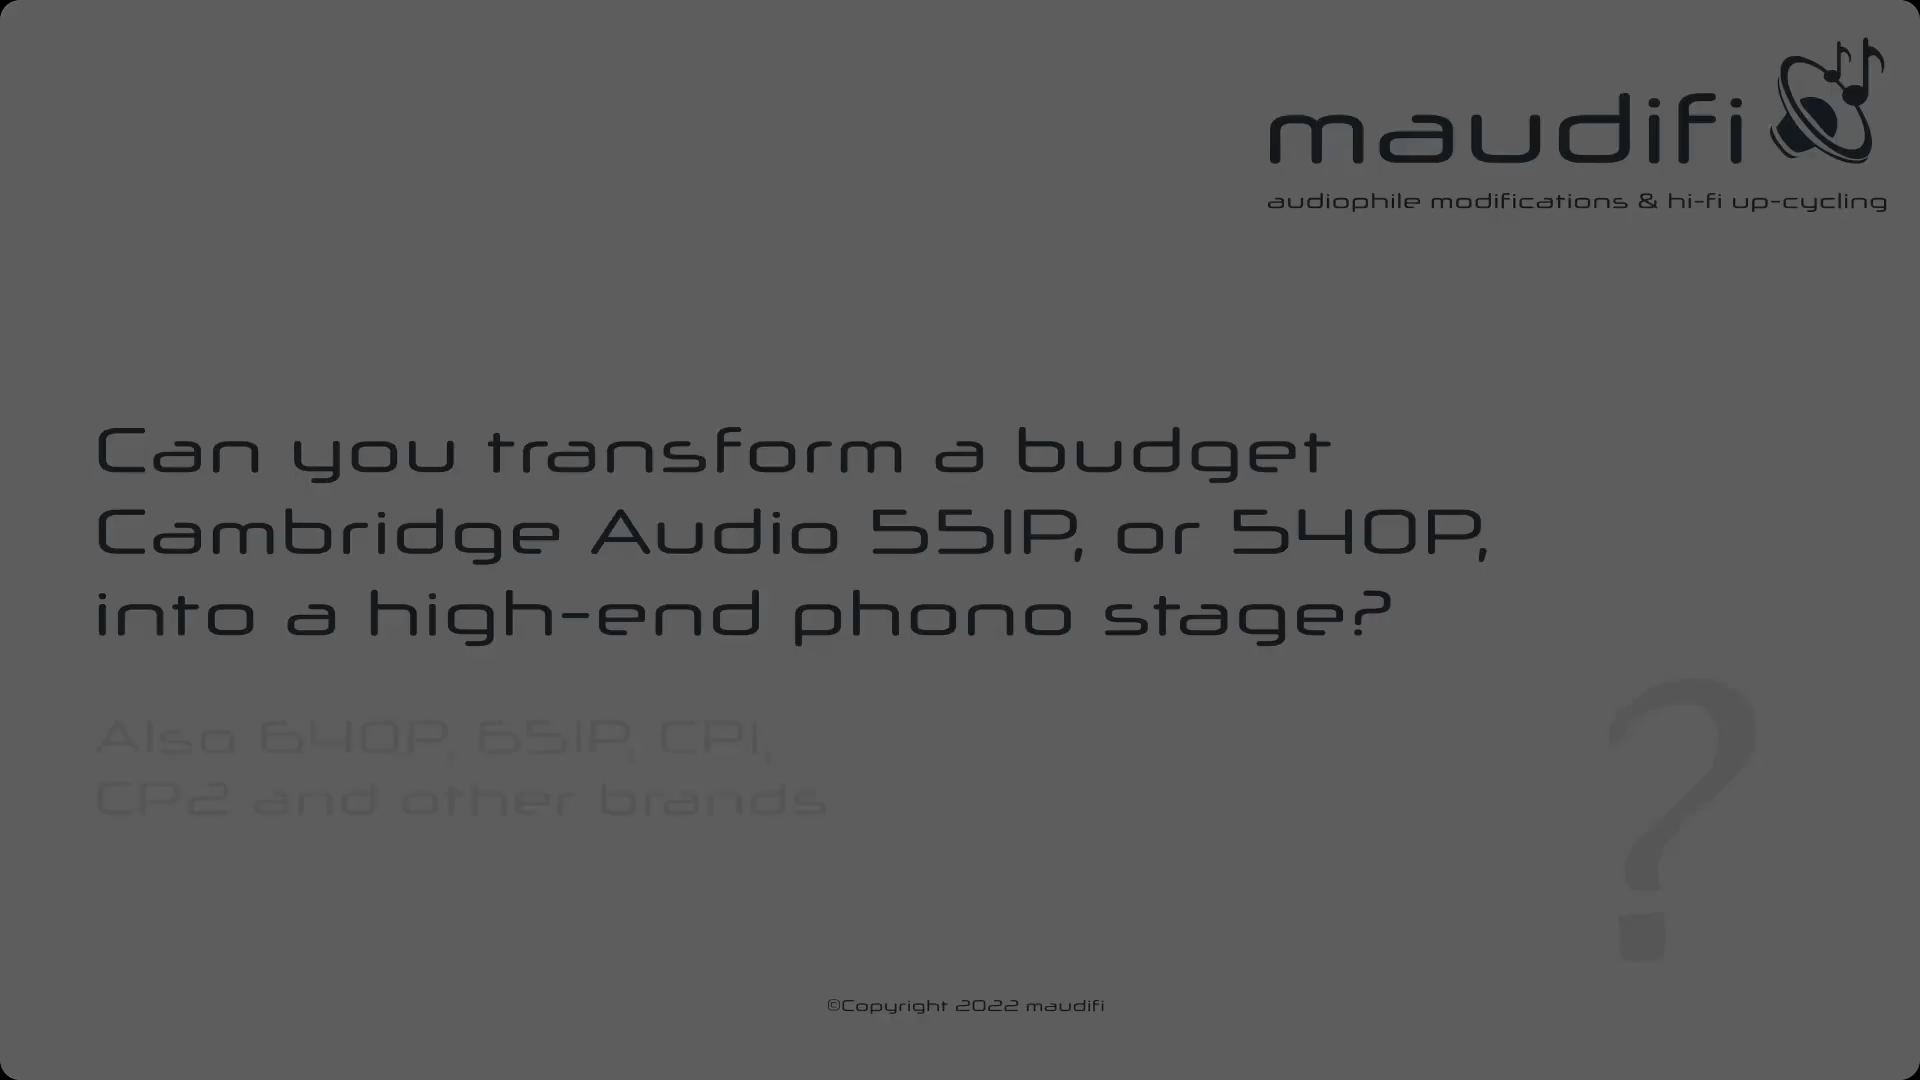 maudifi
audiophile modifications & hi-fi up-cycling
Can you transform a budget
Cambridge Audio 551P, or 540P,
into a high-end phono stage?
Also 640P, 651P, CP1,
CP2 and other brands
?
©Copyright 2022 maudifi